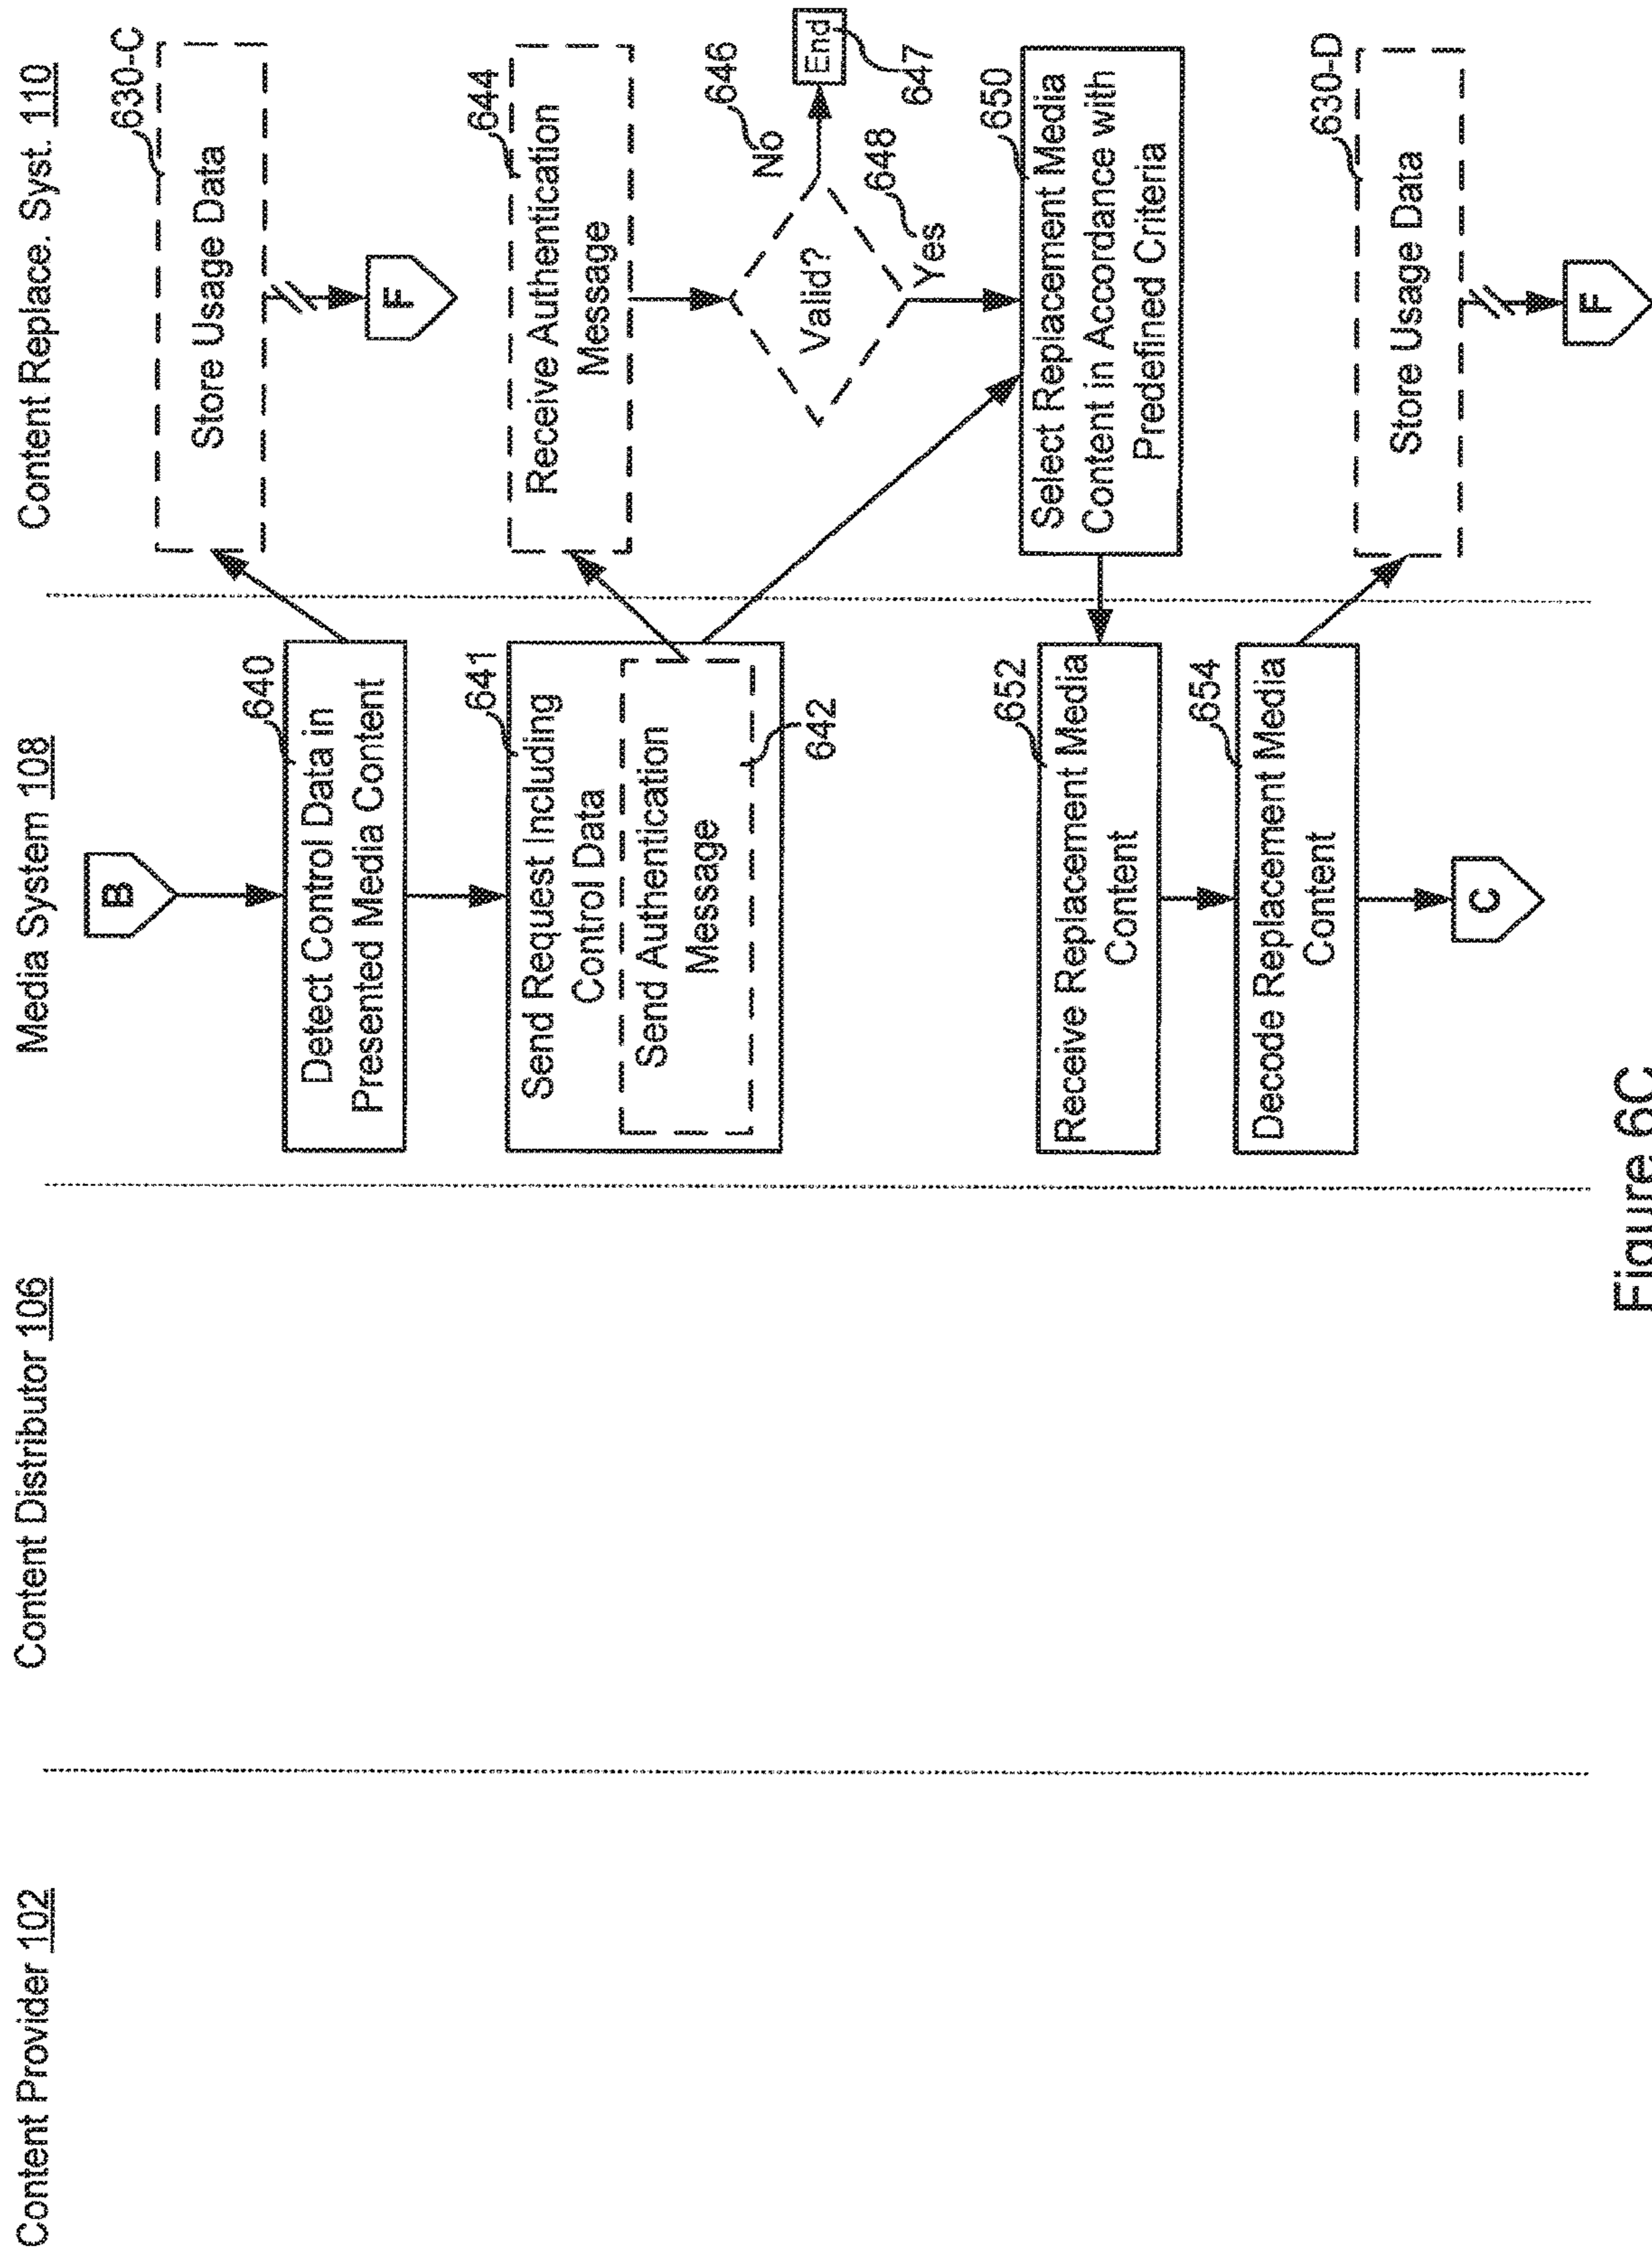 Content Provider 102
Content Distributor 106
Media System 108
Content Replace. Syst. 110
B
640
Detect Control Data in
Presented Media Content
630-C
Store Usage Data
F
641
Send Request Including
Control Data
Send Authentication
Message
642
644
Receive Authentication
Message
Valid?
646
No
End
647
648
Yes
650
Select Replacement Media
Content in Accordance with
Predefined Criteria
652
Receive Replacement Media
Content
654
Decode Replacement Media
Content
C
630-D
Store Usage Data
F
Figure 6C